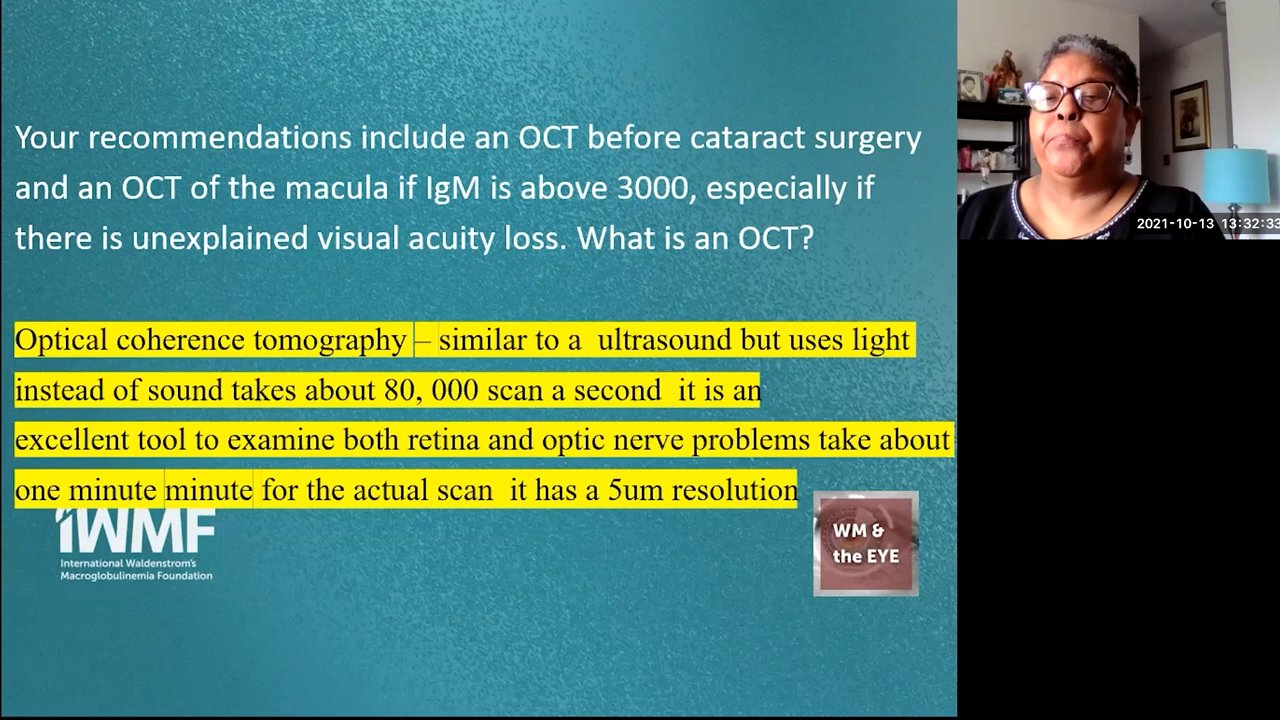 Your recommendations include an OCT before cataract surgery
and an OCT of the macula if IgM is above 3000, especially if
there is unexplained visual acuity loss. What is an OCT?
Optical coherence tomography – similar to a  ultrasound but uses light
instead of sound takes about 80, 000 scan a second  it is an
excellent tool to examine both retina and optic nerve problems take about
one minute minute for the actual scan  it has a 5um resolution
IWMF
International Waldenstrom's
Macroglobulinemia Foundation
WM &
the EYE
2021-10-13 13:32:33